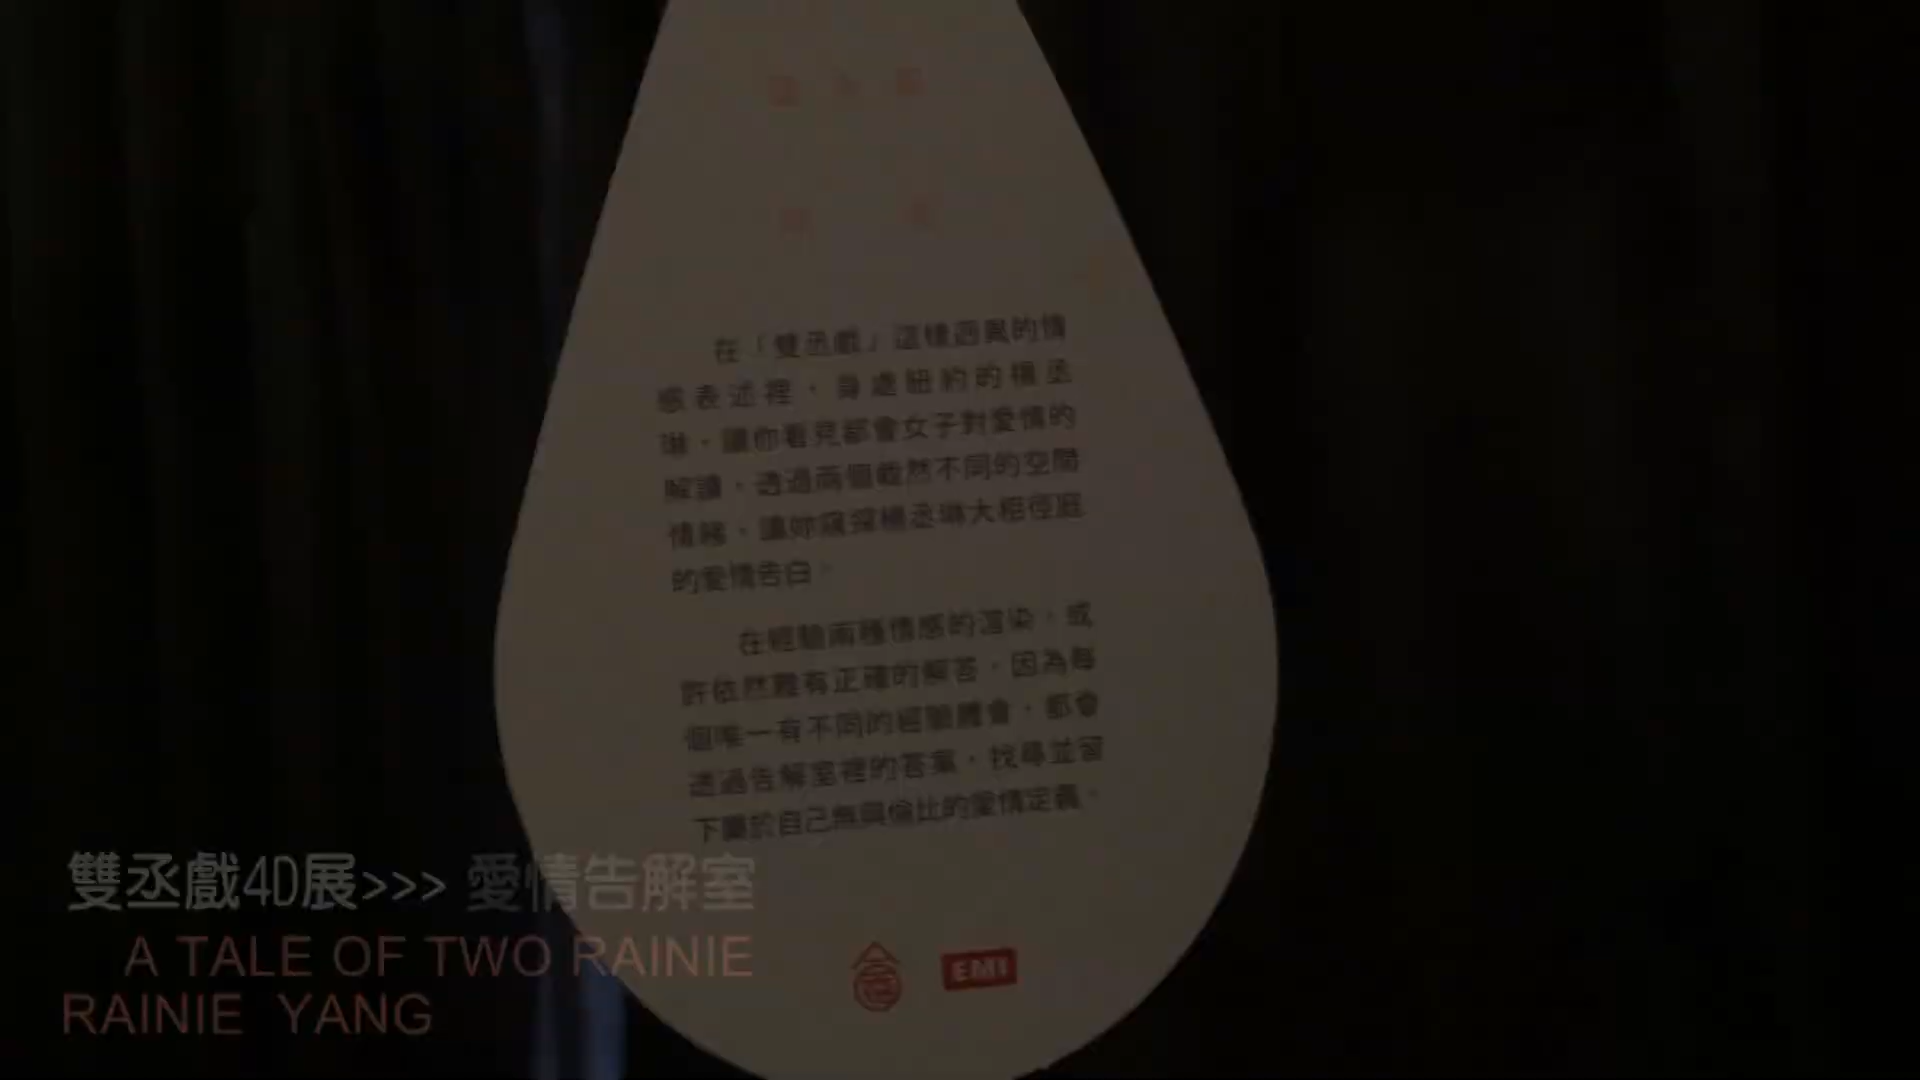 在「雙丞戲」這樣迥異的情
感表述裡，身處紐約的楊丞
琳，讓你看見都會女子對愛情的
解讀，透過兩個截然不同的空間
情睇，讓妳窺探楊丞琳大相徑庭
的愛情告白。
在經驗兩種情感的渲染，或
許依然難有正確的解答，因為每
個唯一有不同的經驗體會，都會
透過告解室裡的答案，找尋並留
下屬於自己無與倫比的愛情定義。
EMI
雙丞戲4D展>>> 愛情告解室
A TALE OF TWO RAINIE
RAINIE YANG